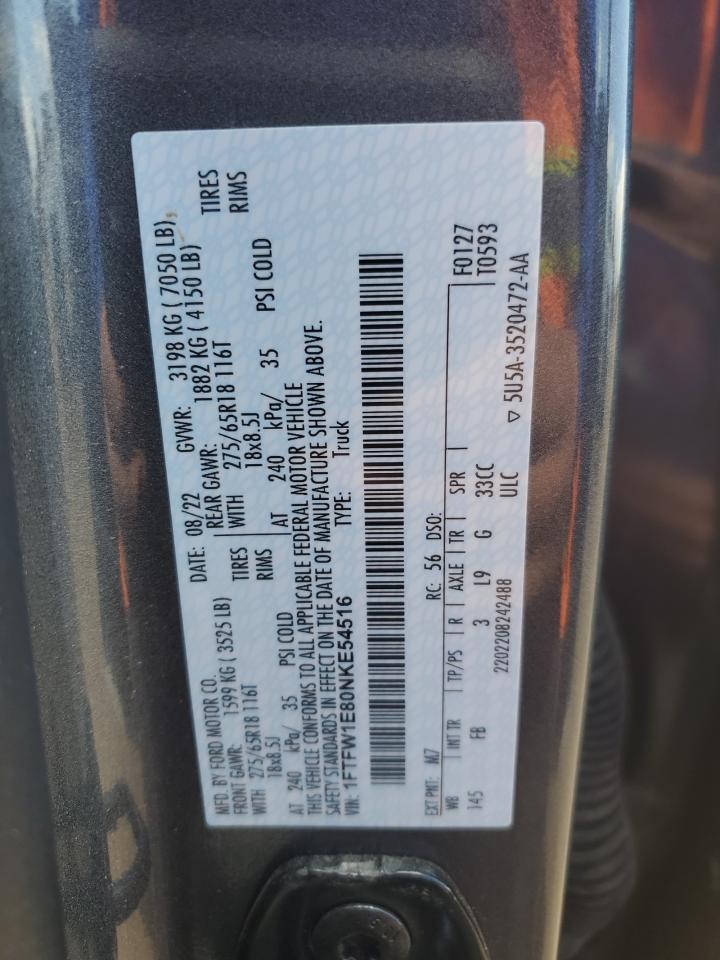 MFD. BY FORD MOTOR CO.
DATE: 08/22 GVWR: 3198 KG ( 7050 LB)
FRONT GAWR: 1599 KG ( 3525 LB) REAR GAWR: 1882 KG ( 4150 LB)
WITH 275/65R18 116T TIRES WITH 275/65R18 116T TIRES
18x8.5J RIMS 18x8.5J RIMS
AT 240 kPa/ 35 PSI COLD AT 240 kPa/ 35 PSI COLD
THIS VEHICLE CONFORMS TO ALL APPLICABLE FEDERAL MOTOR VEHICLE
SAFETY STANDARDS IN EFFECT ON THE DATE OF MANUFACTURE SHOWN ABOVE.
VIN: 1FTFW1E80NKE54516 TYPE: Truck
EXT PNT: M7 RC: 56 DSO: F0127
WB INT TR TP/PS R AXLE TR SPR T0593
145 FB 3 L9 G 33CC
2202208242488 ULC ▽ 5U5A-3520472-AA